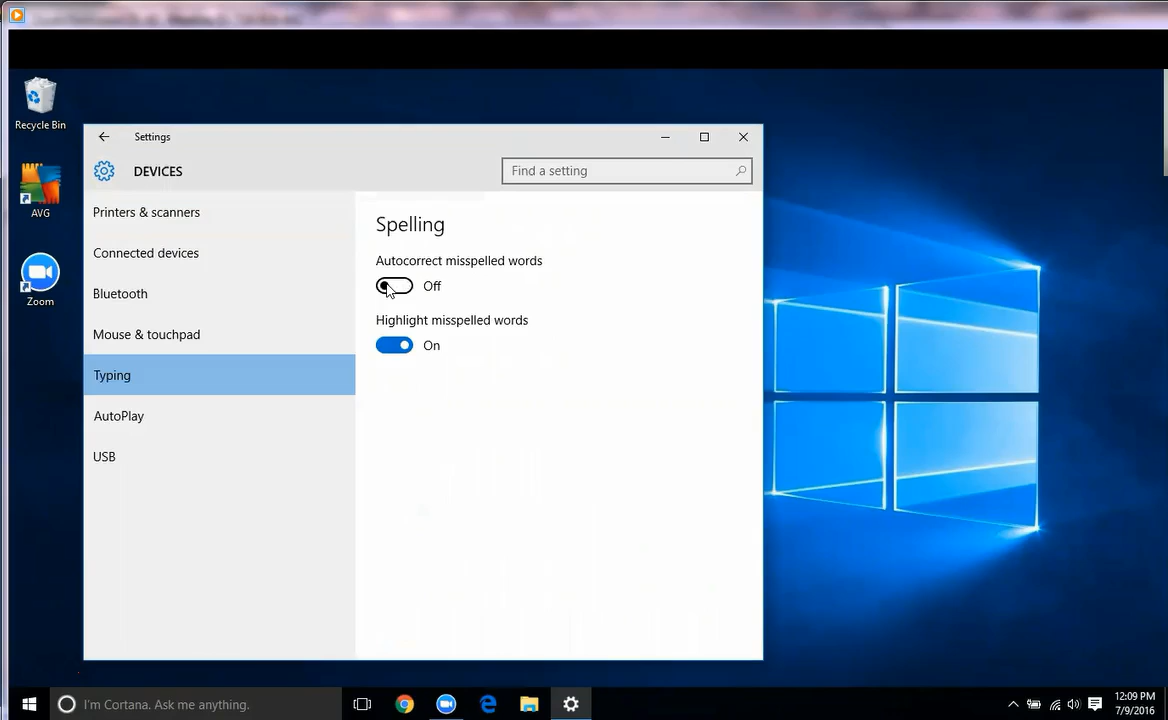 Recycle Bin
AVG
Zoom
Settings
DEVICES
Find a setting
Printers & scanners
Connected devices
Bluetooth
Mouse & touchpad
Typing
AutoPlay
USB
Spelling
Autocorrect misspelled words
Off
Highlight misspelled words
On
I'm Cortana. Ask me anything.
12:09 PM
7/9/2016